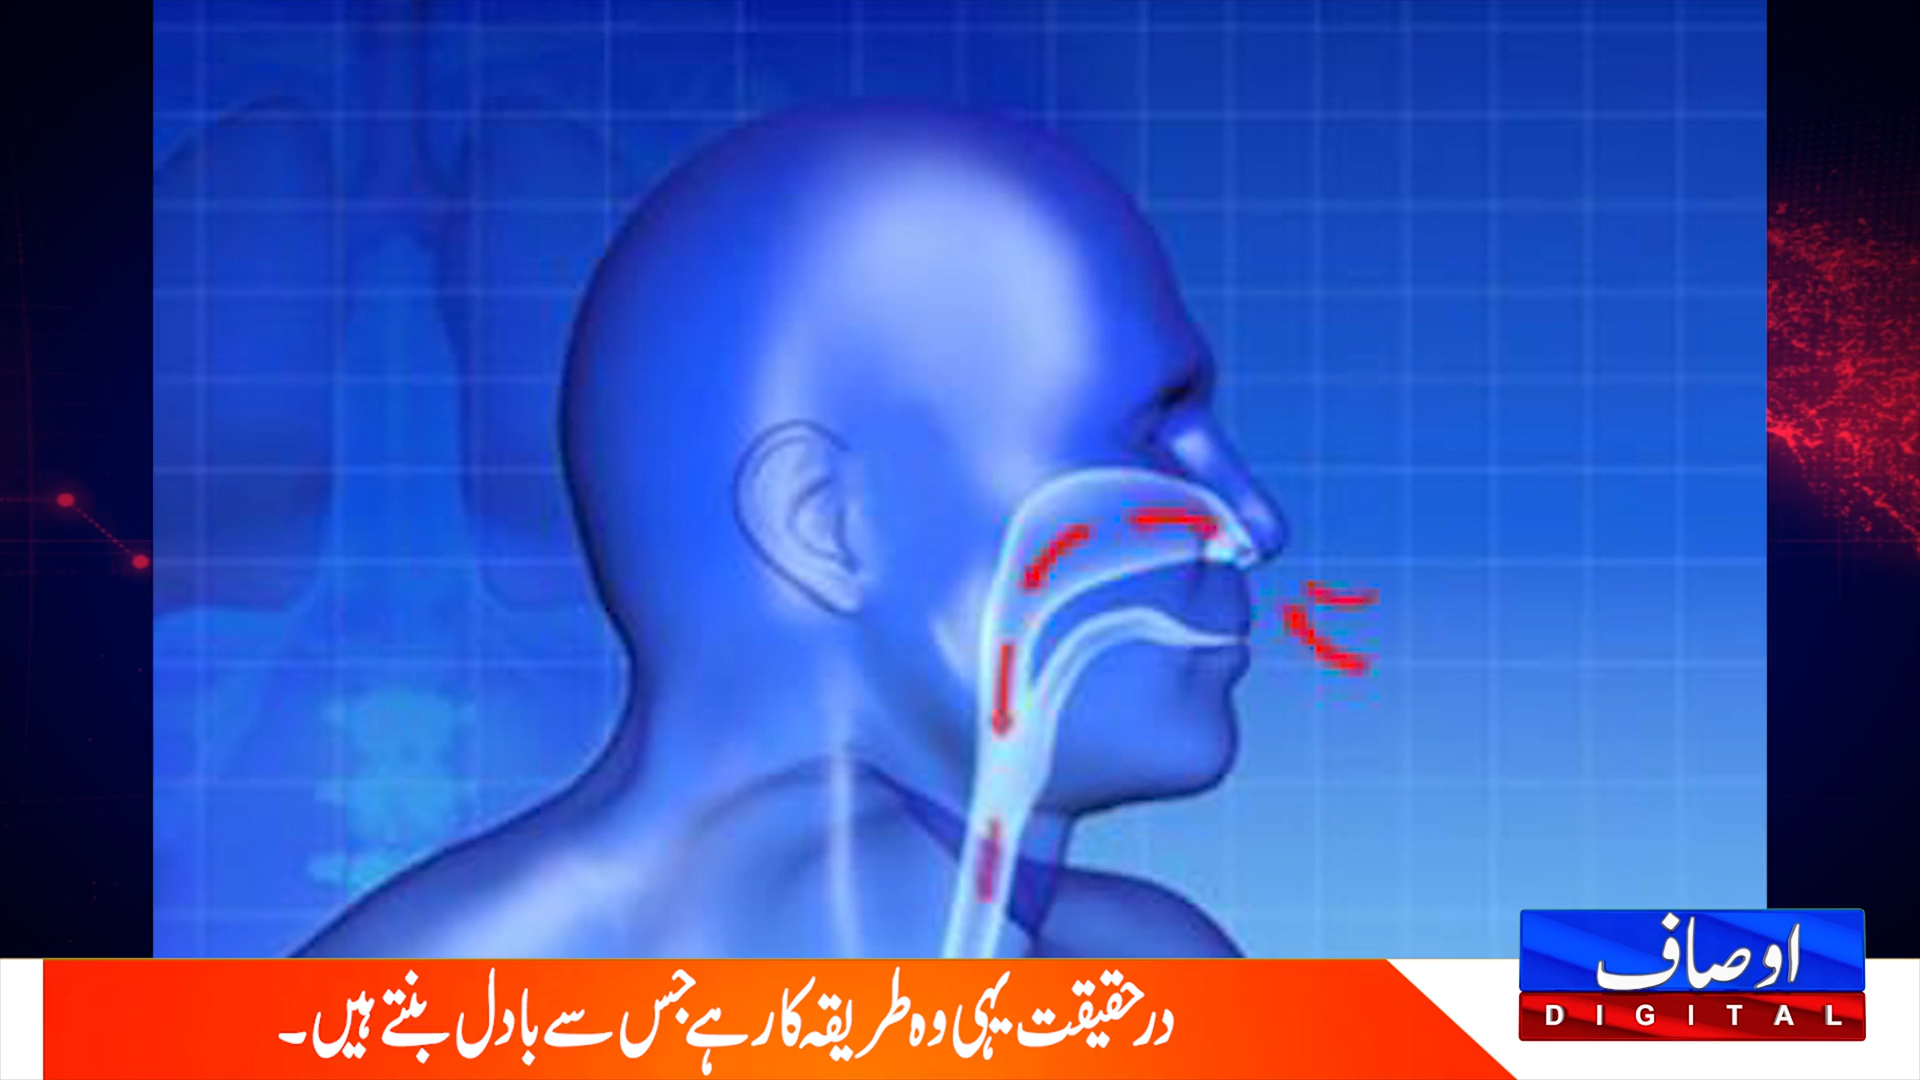 درحقیقت یہی وہ طریقہ کار ہے جس سے بادل بنتے ہیں۔
اوصاف
DIGITAL